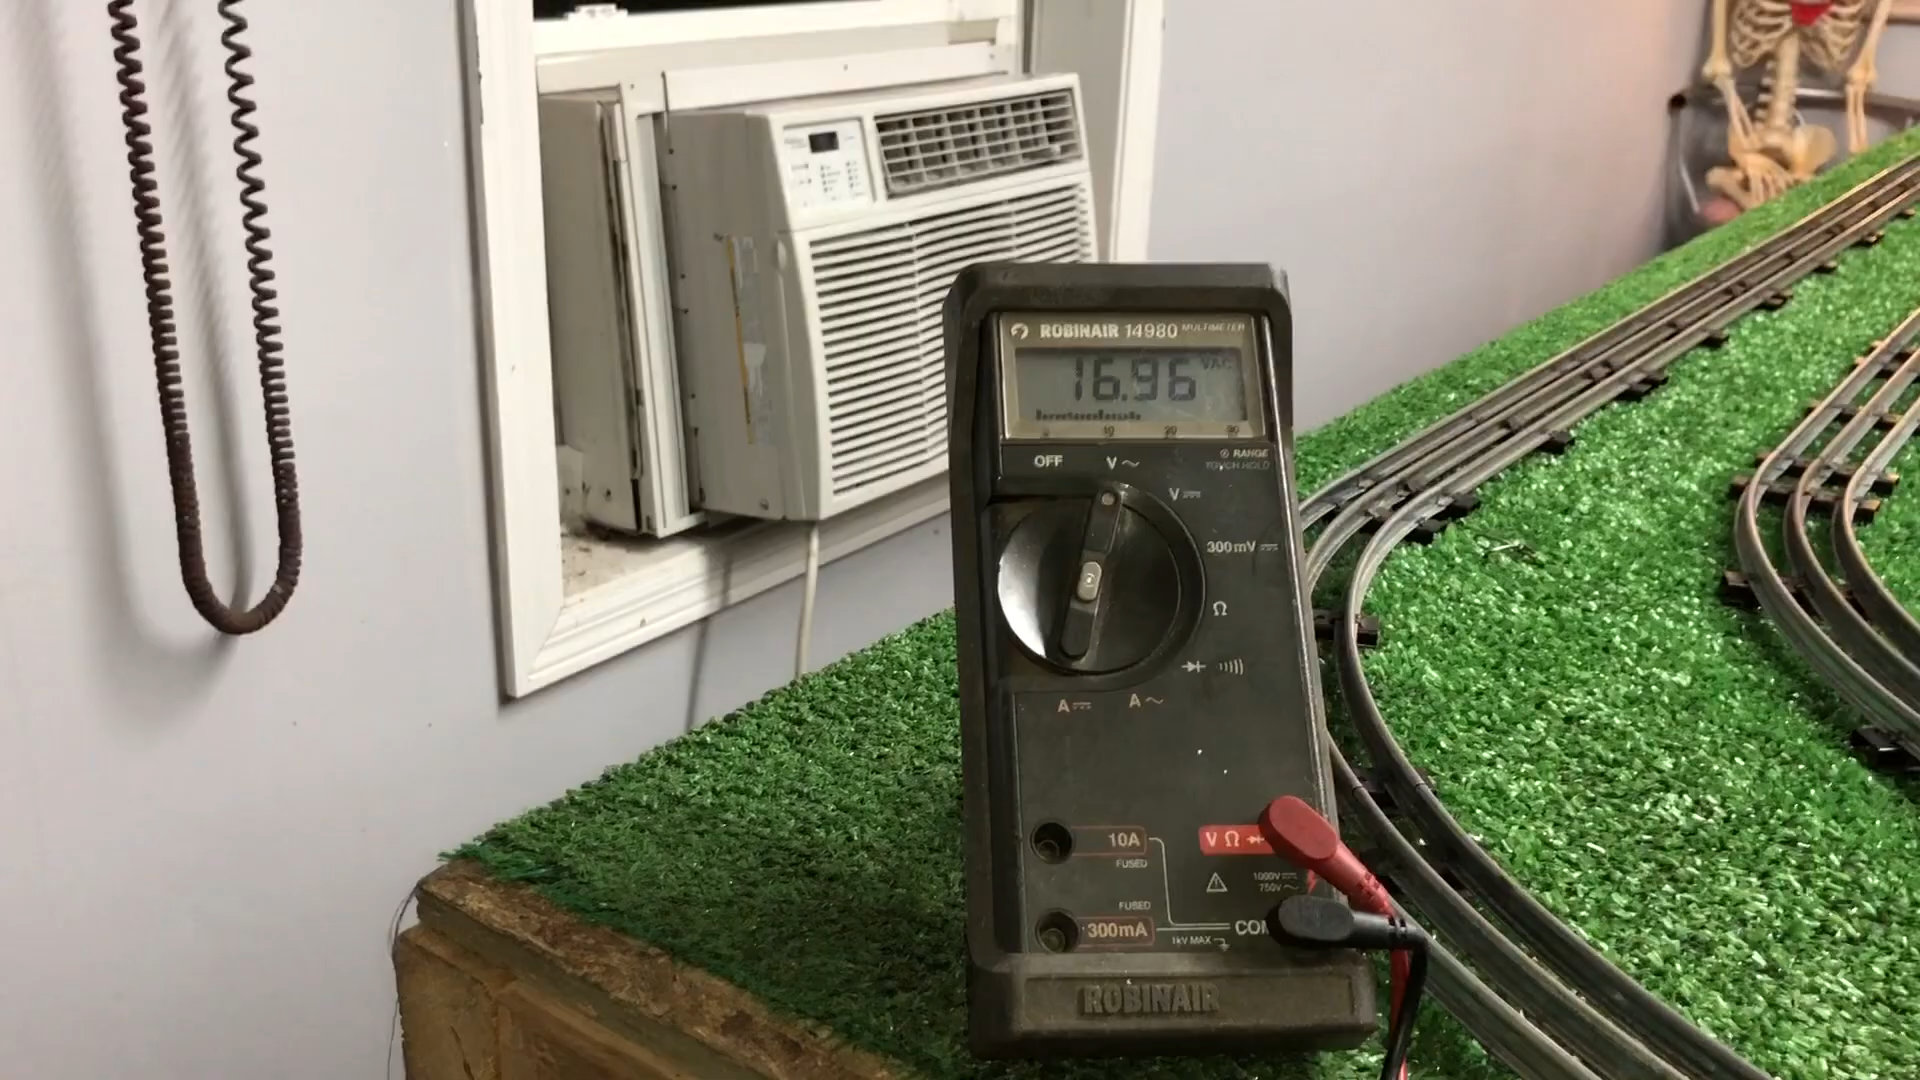 ROBINAIR 14980 MULTIMETER
16.96 VAC
0 10 20 30
OFF V~ RANGE
TOUCH HOLD
V
300mV
Ω
A A~
10A V Ω
FUSED
1000V
750V~
FUSED
300mA COM
1kV MAX
ROBINAIR